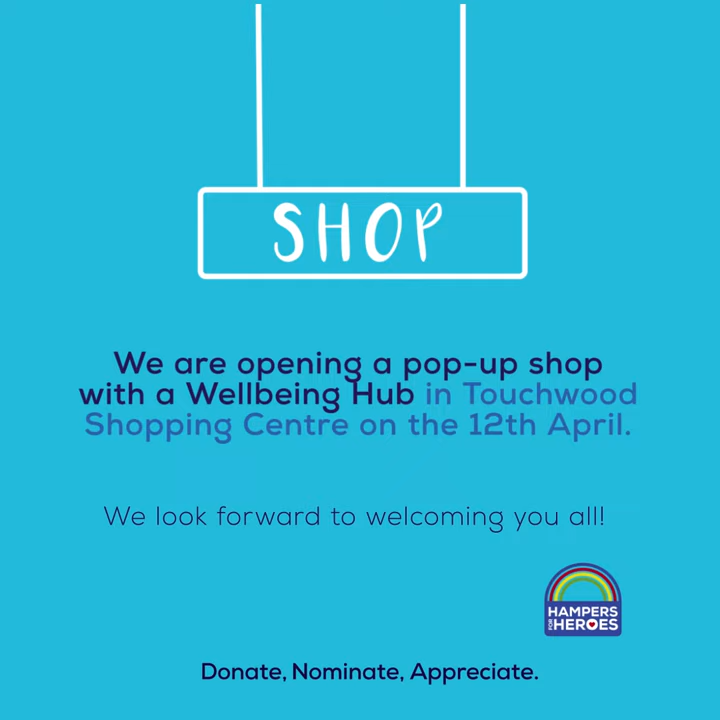 SHOP
We are opening a pop-up shop
with a Wellbeing Hub in Touchwood
Shopping Centre on the 12th April.
We look forward to welcoming you all!
HAMPERS
FOR HEROES
Donate, Nominate, Appreciate.